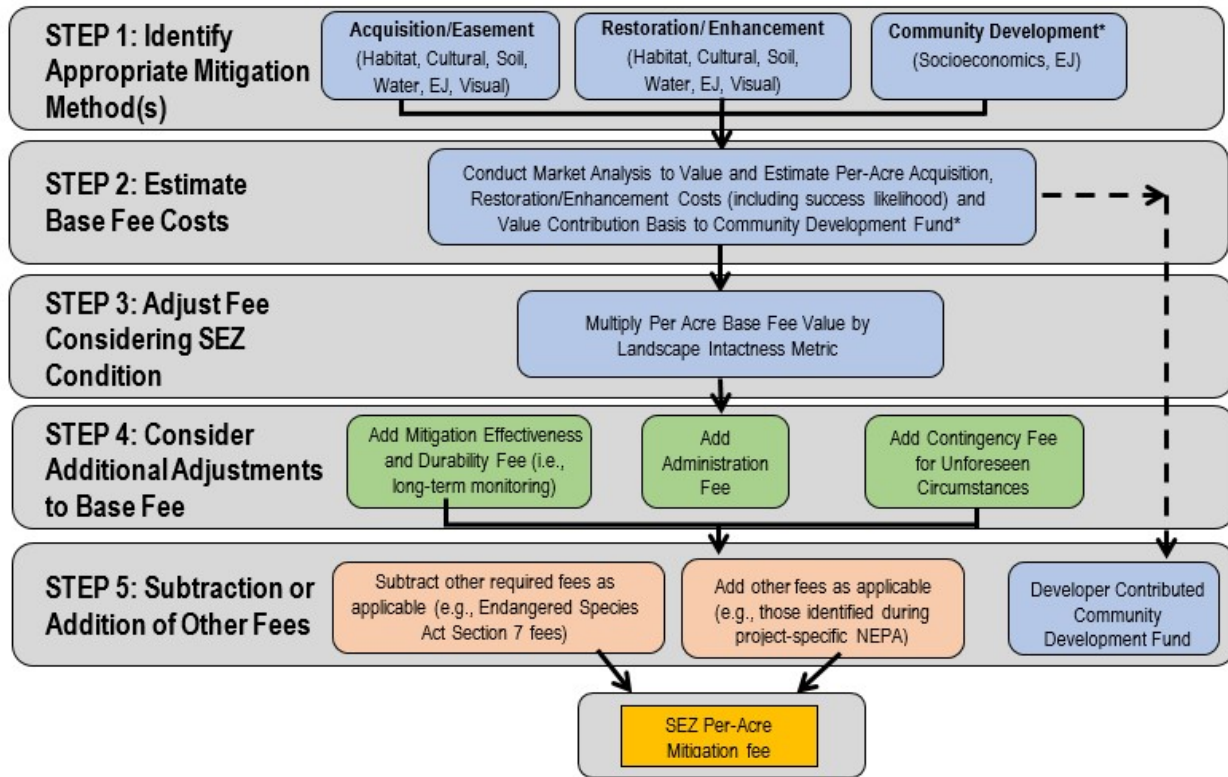 STEP 1: Identify
Appropriate Mitigation
Method(s)
Acquisition/Easement
(Habitat, Cultural, Soil,
Water, EJ, Visual)
Restoration/ Enhancement
(Habitat, Cultural, Soil,
Water, EJ, Visual)
Community Development*
(Socioeconomics, EJ)
STEP 2: Estimate
Base Fee Costs
Conduct Market Analysis to Value and Estimate Per-Acre Acquisition,
Restoration/Enhancement Costs (including success likelihood) and
Value Contribution Basis to Community Development Fund*
STEP 3: Adjust Fee
Considering SEZ
Condition
Multiply Per Acre Base Fee Value by
Landscape Intactness Metric
STEP 4: Consider
Additional Adjustments
to Base Fee
Add Mitigation Effectiveness
and Durability Fee (i.e.,
long-term monitoring)
Add
Administration
Fee
Add Contingency Fee
for Unforeseen
Circumstances
STEP 5: Subtraction or
Addition of Other Fees
Subtract other required fees as
applicable (e.g., Endangered Species
Act Section 7 fees)
Add other fees as applicable
(e.g., those identified during
project-specific NEPA)
Developer Contributed
Community
Development Fund
SEZ Per-Acre
Mitigation fee